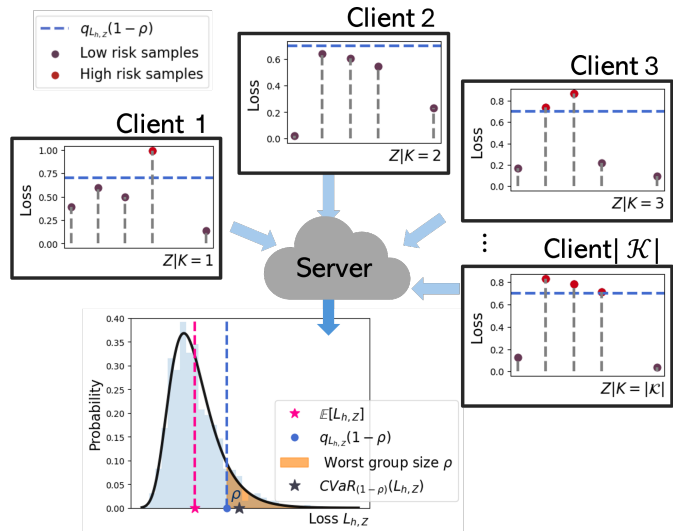 q_{L_{h,Z}}(1−ρ)
Low risk samples
High risk samples
Client 1
Loss
1.00
0.75
0.50
0.25
0.00
Z|K = 1
Client 2
Loss
0.6
0.4
0.2
0.0
Z|K = 2
Client 3
Loss
0.8
0.6
0.4
0.2
0.0
Z|K = 3
⋮
Client|𝒦|
Loss
0.8
0.6
0.4
0.2
0.0
Z|K = |𝒦|
Server
Probability
0.40
0.35
0.30
0.25
0.20
0.15
0.10
0.05
0.00
ρ
Loss L_{h,Z}
𝔼[L_{h,Z}]
q_{L_{h,Z}}(1−ρ)
Worst group size ρ
CVaR_{(1−ρ)}(L_{h,Z})